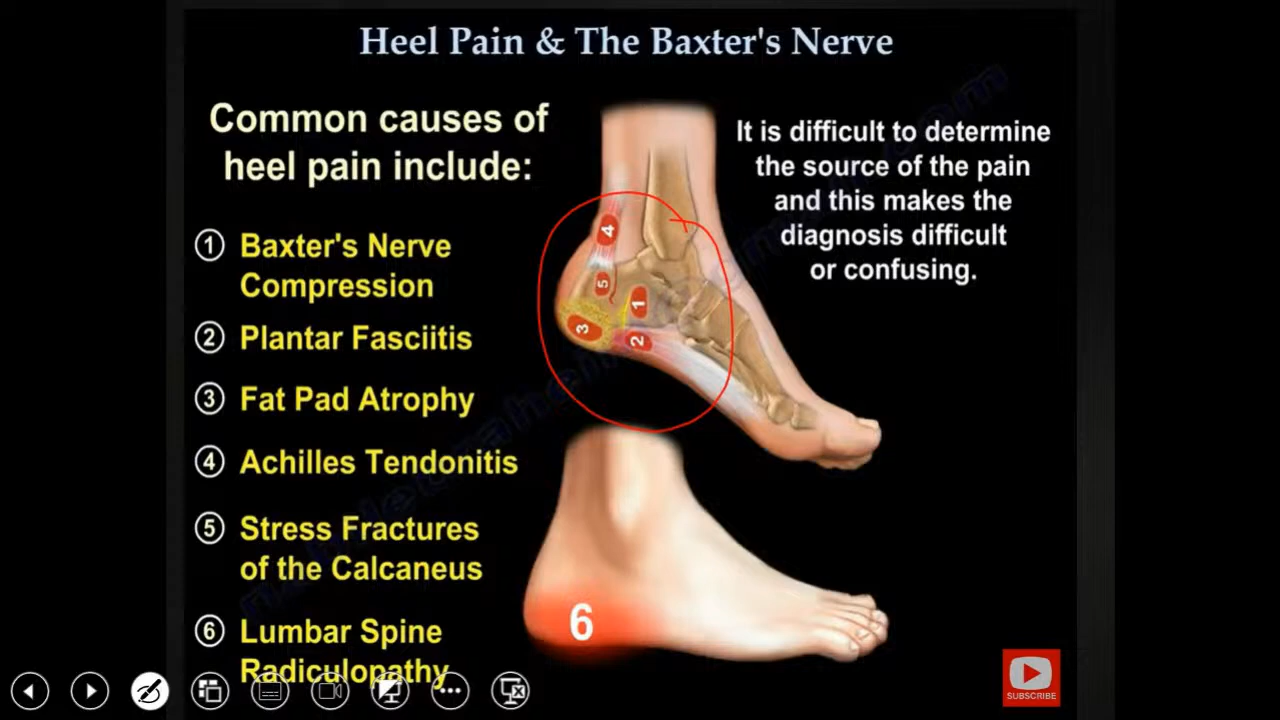 Heel Pain & The Baxter's Nerve
Common causes of
heel pain include:
1 Baxter's Nerve
Compression
2 Plantar Fasciitis
3 Fat Pad Atrophy
4 Achilles Tendonitis
5 Stress Fractures
of the Calcaneus
6 Lumbar Spine
Radiculopathy
It is difficult to determine
the source of the pain
and this makes the
diagnosis difficult
or confusing.
4
5
1
3
2
6
SUBSCRIBE